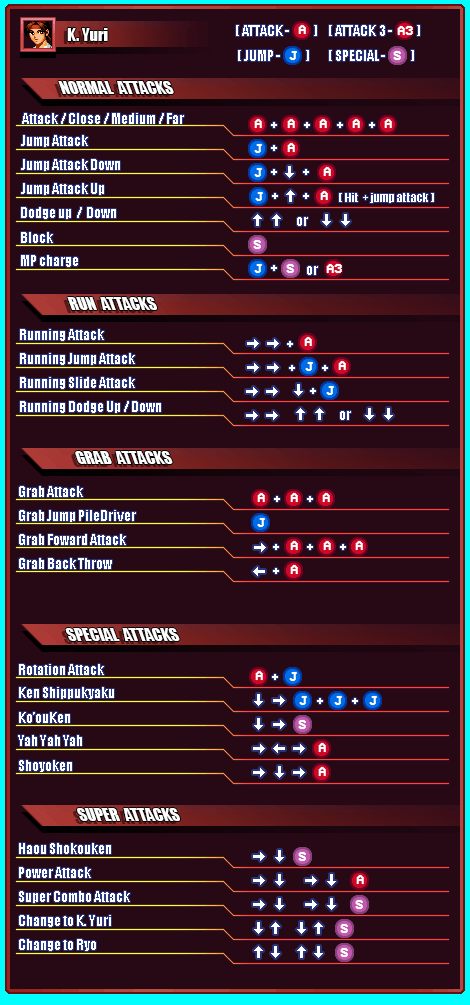 K. Yuri
[ ATTACK - A ] [ ATTACK 3 - A3 ]
[ JUMP - J ] [ SPECIAL - S ]
NORMAL ATTACKS
Attack / Close / Medium / Far A + A + A + A + A
Jump Attack J + A
Jump Attack Down J + ↓ + A
Jump Attack Up J + ↑ + A [ Hit + jump attack ]
Dodge up / Down ↑ ↑ or ↓ ↓
Block S
MP charge J + S or A3
RUN ATTACKS
Running Attack → → + A
Running Jump Attack → → + J + A
Running Slide Attack → → ↓ + J
Running Dodge Up / Down → → ↑ ↑ or ↓ ↓
GRAB ATTACKS
Grab Attack A + A + A
Grab Jump PileDriver J
Grab Foward Attack → + A + A + A
Grab Back Throw ← + A
SPECIAL ATTACKS
Rotation Attack A + J
Ken Shippukyaku ↓ → J + J + J
Ko'ouKen ↓ → S
Yah Yah Yah → ← → A
Shoyoken → ↓ → A
SUPER ATTACKS
Haou Shokouken → ↓ S
Power Attack → ↓ → ↓ A
Super Combo Attack → ↓ → ↓ S
Change to K. Yuri ↓ ↑ ↓ ↑ S
Change to Ryo ↑ ↓ ↑ ↓ S